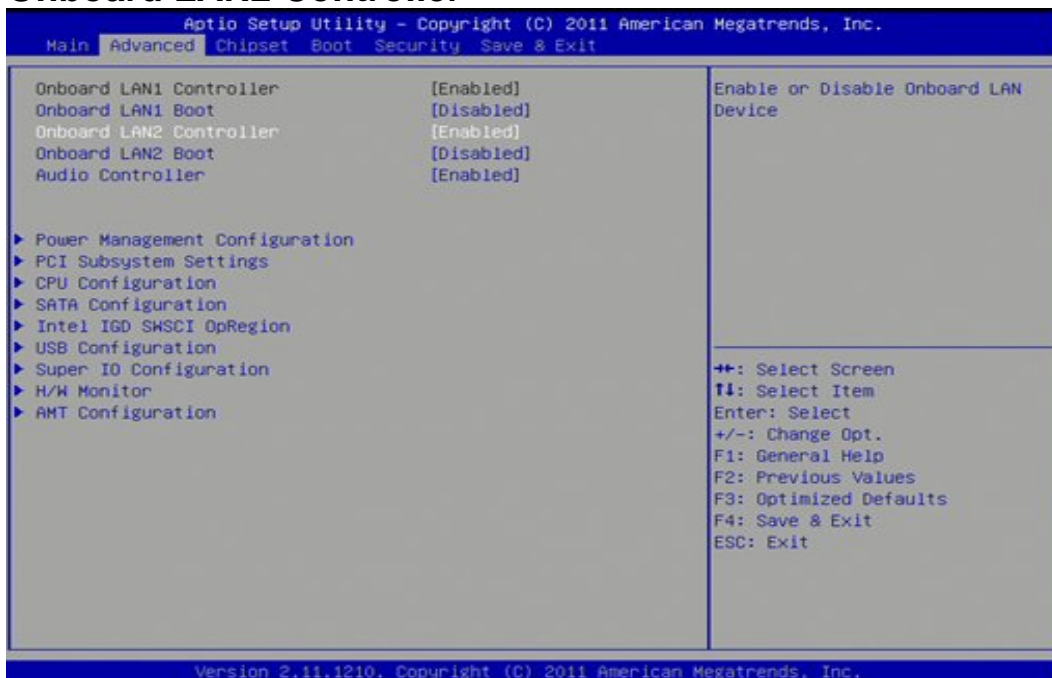 Onboard LAN2 Controller
Aptio Setup Utility – Copyright (C) 2011 American Megatrends, Inc.
Main Advanced Chipset Boot Security Save & Exit
Onboard LAN1 Controller [Enabled]
Onboard LAN1 Boot [Disabled]
Onboard LAN2 Controller [Enabled]
Onboard LAN2 Boot [Disabled]
Audio Controller [Enabled]
► Power Management Configuration
► PCI Subsystem Settings
► CPU Configuration
► SATA Configuration
► Intel IGD SWSCI OpRegion
► USB Configuration
► Super IO Configuration
► H/W Monitor
► AMT Configuration
Enable or Disable Onboard LAN
Device
→←: Select Screen
↑↓: Select Item
Enter: Select
+/-: Change Opt.
F1: General Help
F2: Previous Values
F3: Optimized Defaults
F4: Save & Exit
ESC: Exit
Version 2.11.1210. Copyright (C) 2011 American Megatrends, Inc.